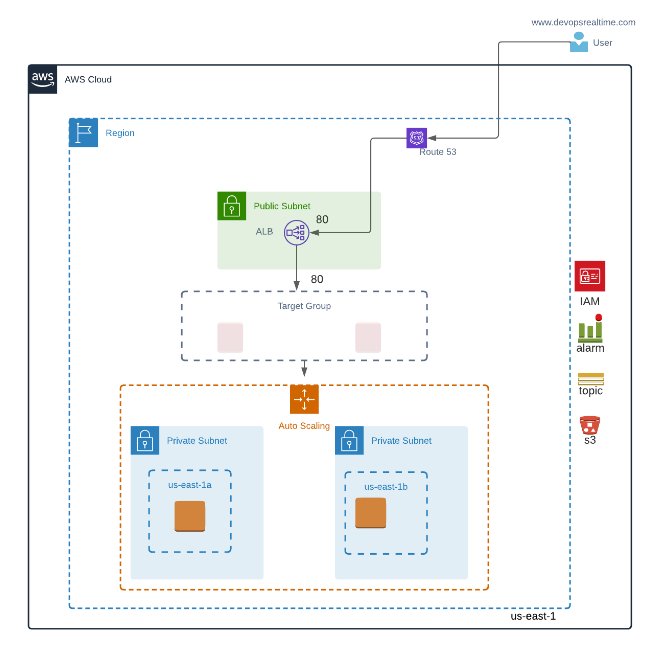 www.devopsrealtime.com
User
aws
AWS Cloud
Region
Route 53
Public Subnet
ALB
80
80
Target Group
IAM
alarm
topic
s3
Auto Scaling
Private Subnet
Private Subnet
us-east-1a
us-east-1b
us-east-1